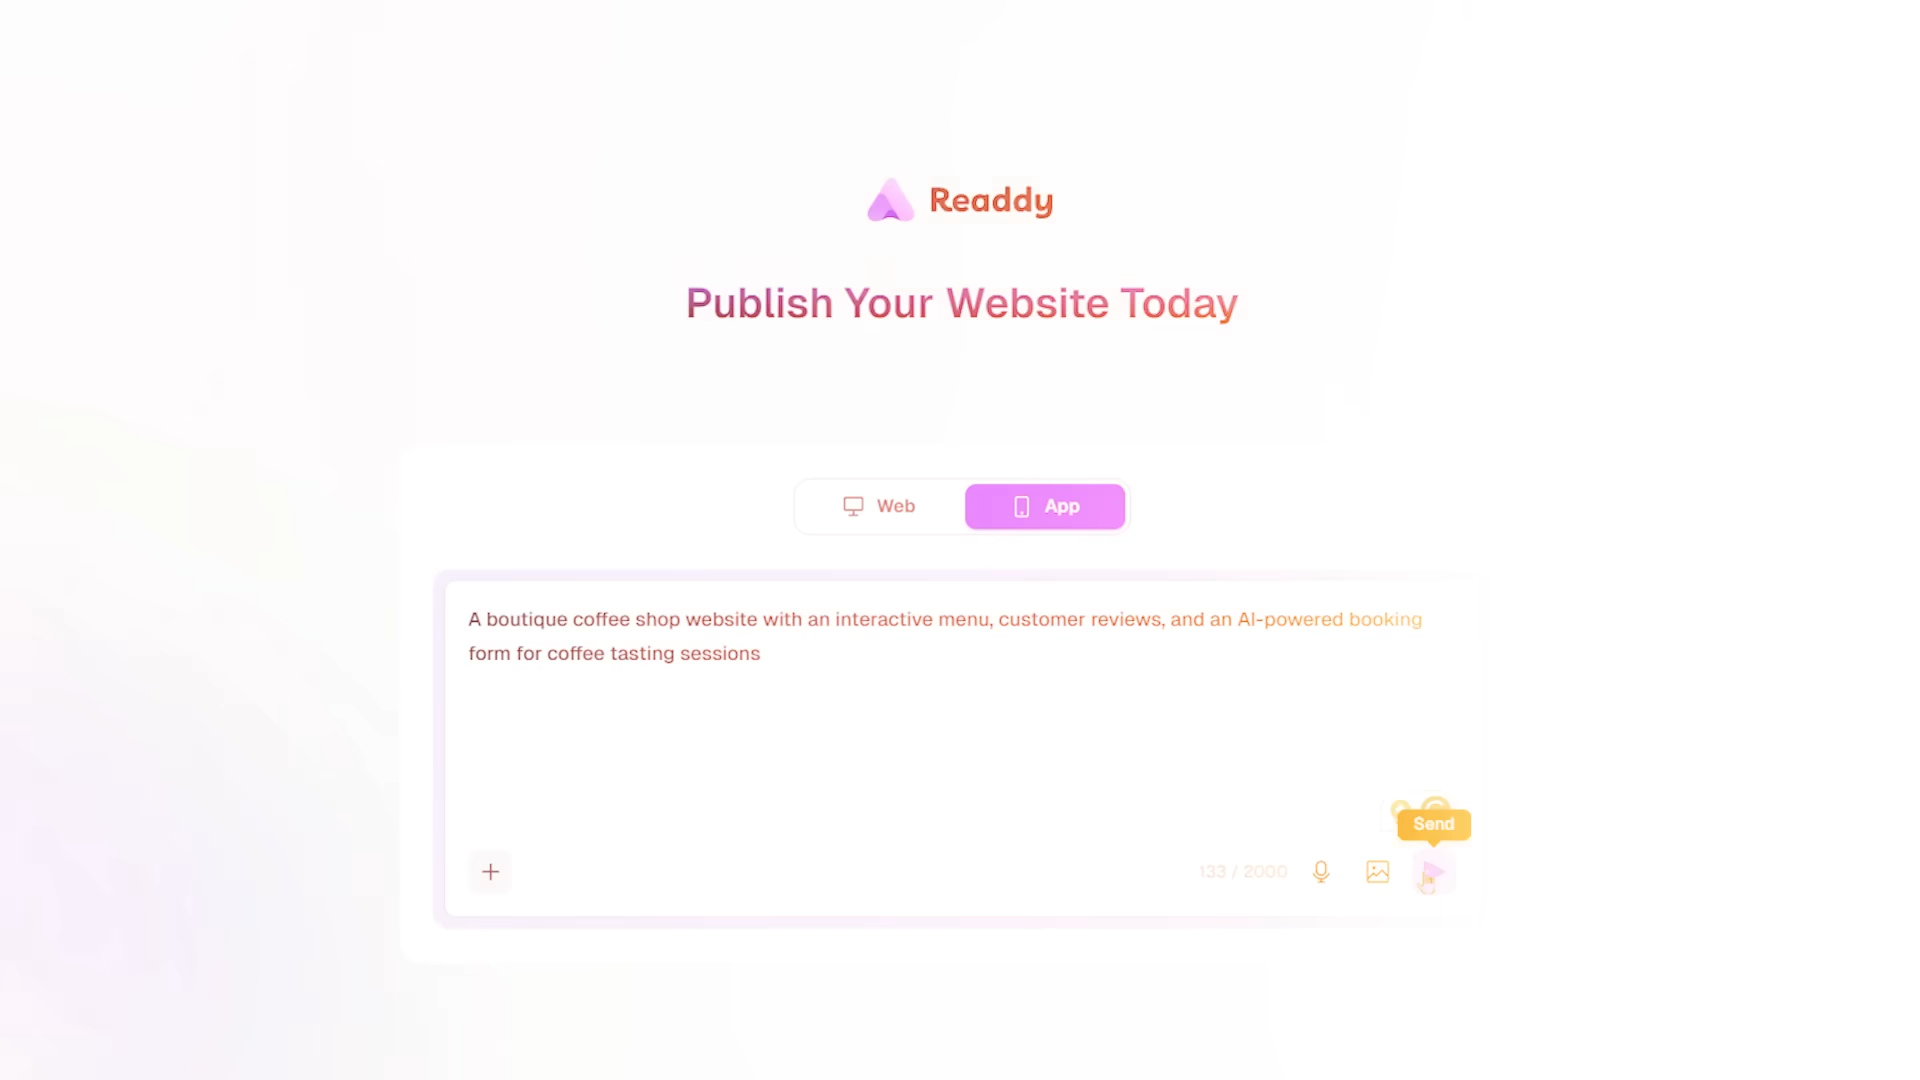 Readdy
Publish Your Website Today
Web
App
A boutique coffee shop website with an interactive menu, customer reviews, and an AI-powered booking
form for coffee tasting sessions
Send
133 / 2000